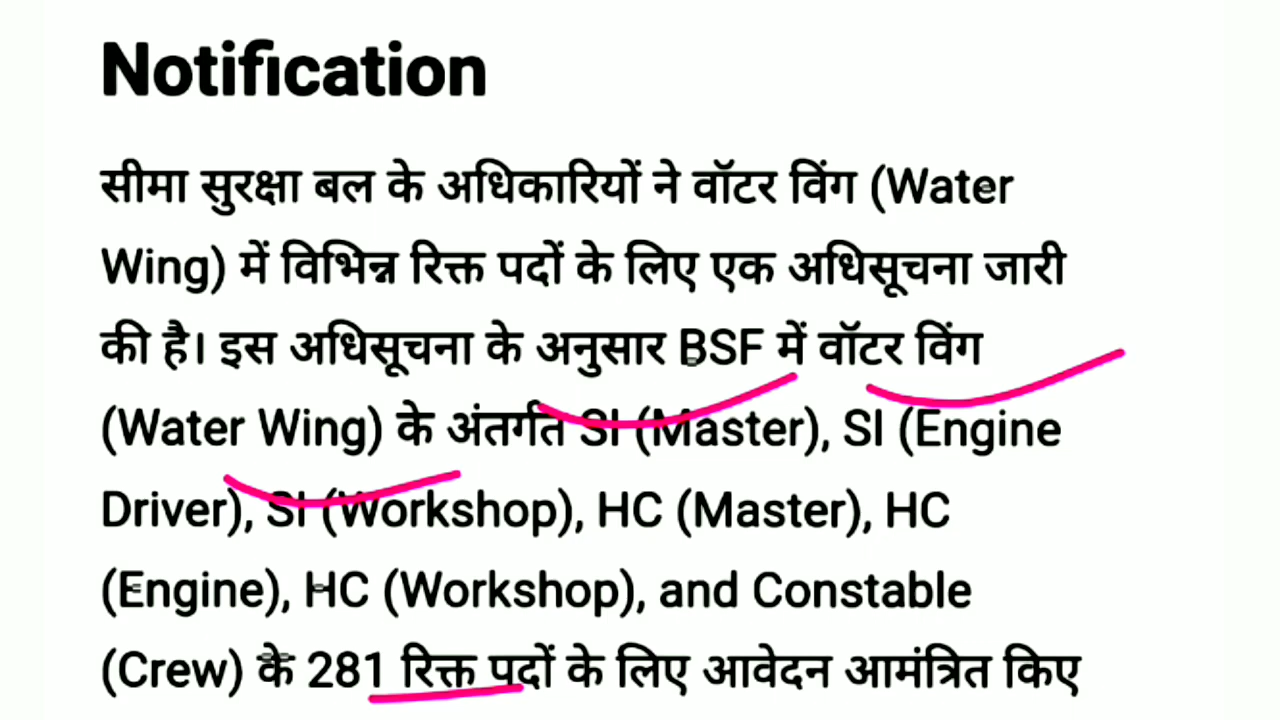 Notification
सीमा सुरक्षा बल के अधिकारियों ने वॉटर विंग (Water
Wing) में विभिन्न रिक्त पदों के लिए एक अधिसूचना जारी
की है। इस अधिसूचना के अनुसार BSF में वॉटर विंग
(Water Wing) के अंतर्गत SI (Master), SI (Engine
Driver), SI (Workshop), HC (Master), HC
(Engine), HC (Workshop), and Constable
(Crew) के 281 रिक्त पदों के लिए आवेदन आमंत्रित किए